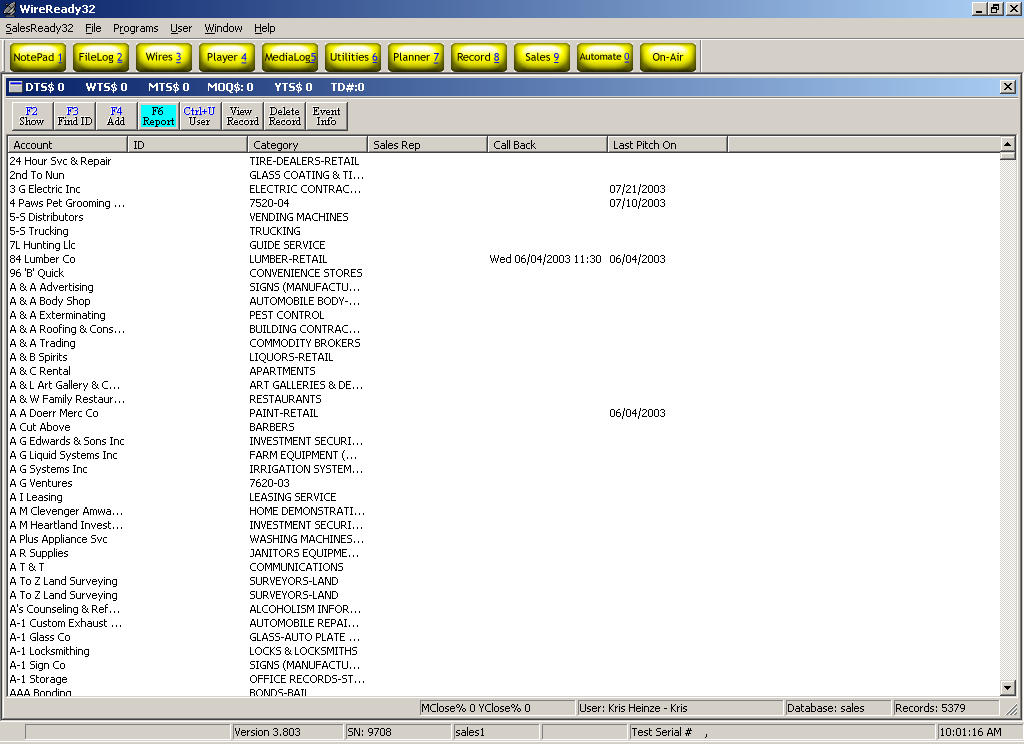 WireReady32
SalesReady32 File Programs User Window Help
NotePad 1 FileLog 2 Wires 3 Player 4 MediaLog5 Utilities 6 Planner 7 Record 8 Sales 9 Automate 0 On-Air
DTS$ 0 WTS$ 0 MTS$ 0 MOQ$: 0 YTS$ 0 TD#:0
F2 Show F3 Find ID F4 Add F6 Report Ctrl+U User View Record Delete Record Event Info
Account ID Category Sales Rep Call Back Last Pitch On
24 Hour Svc & Repair TIRE-DEALERS-RETAIL
2nd To Nun GLASS COATING & TI...
3 G Electric Inc ELECTRIC CONTRAC... 07/21/2003
4 Paws Pet Grooming ... 7520-04 07/10/2003
5-S Distributors VENDING MACHINES
5-S Trucking TRUCKING
7L Hunting Llc GUIDE SERVICE
84 Lumber Co LUMBER-RETAIL Wed 06/04/2003 11:30 06/04/2003
96 'B' Quick CONVENIENCE STORES
A & A Advertising SIGNS (MANUFACTU...
A & A Body Shop AUTOMOBILE BODY-...
A & A Exterminating PEST CONTROL
A & A Roofing & Cons... BUILDING CONTRAC...
A & A Trading COMMODITY BROKERS
A & B Spirits LIQUORS-RETAIL
A & C Rental APARTMENTS
A & L Art Gallery & C... ART GALLERIES & DE...
A & W Family Restaur... RESTAURANTS
A A Doerr Merc Co PAINT-RETAIL 06/04/2003
A Cut Above BARBERS
A G Edwards & Sons Inc INVESTMENT SECURI...
A G Liquid Systems Inc FARM EQUIPMENT (...
A G Systems Inc IRRIGATION SYSTEM...
A G Ventures 7620-03
A I Leasing LEASING SERVICE
A M Clevenger Amwa... HOME DEMONSTRATI...
A M Heartland Invest... INVESTMENT SECURI...
A Plus Appliance Svc WASHING MACHINES...
A R Supplies JANITORS EQUIPME...
A T & T COMMUNICATIONS
A To Z Land Surveying SURVEYORS-LAND
A To Z Land Surveying SURVEYORS-LAND
A's Counseling & Ref... ALCOHOLISM INFOR...
A-1 Custom Exhaust ... AUTOMOBILE REPAI...
A-1 Glass Co GLASS-AUTO PLATE ...
A-1 Locksmithing LOCKS & LOCKSMITHS
A-1 Sign Co SIGNS (MANUFACTU...
A-1 Storage OFFICE RECORDS-ST...
AAA Bonding BONDS-BAIL
MClose% 0 YClose% 0 User: Kris Heinze - Kris Database: sales Records: 5379
Version 3.803 SN: 9708 sales1 Test Serial # , 10:01:16 AM